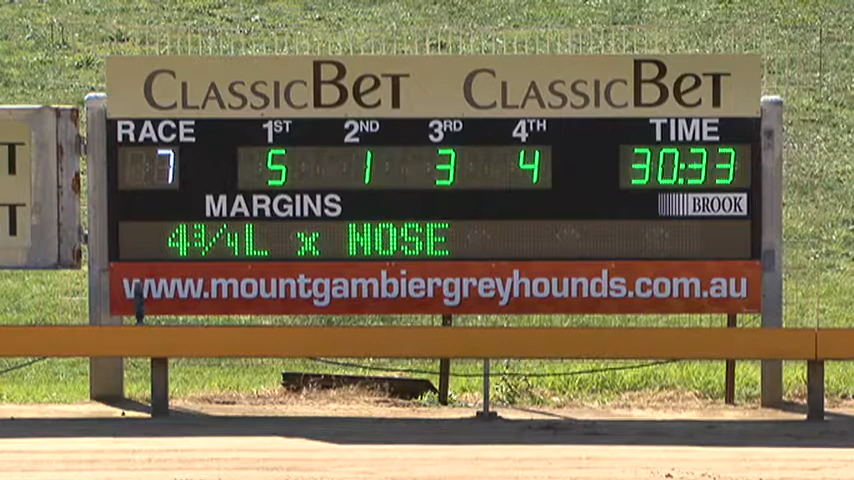 CLASSICBET CLASSICBET
RACE 1ST 2ND 3RD 4TH TIME
7 5 1 3 4 30:33
MARGINS BROOK
4¾L x NOSE
www.mountgambiergreyhounds.com.au
T
T